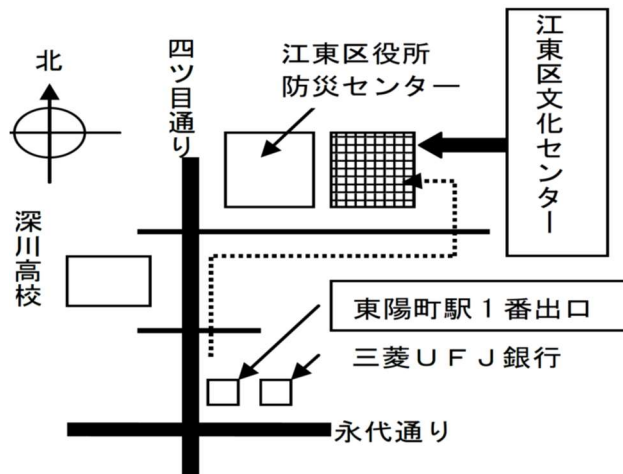 北
四ツ目通り
江東区役所
防災センター
江東区文化センター
深川高校
東陽町駅１番出口
三菱ＵＦＪ銀行
永代通り